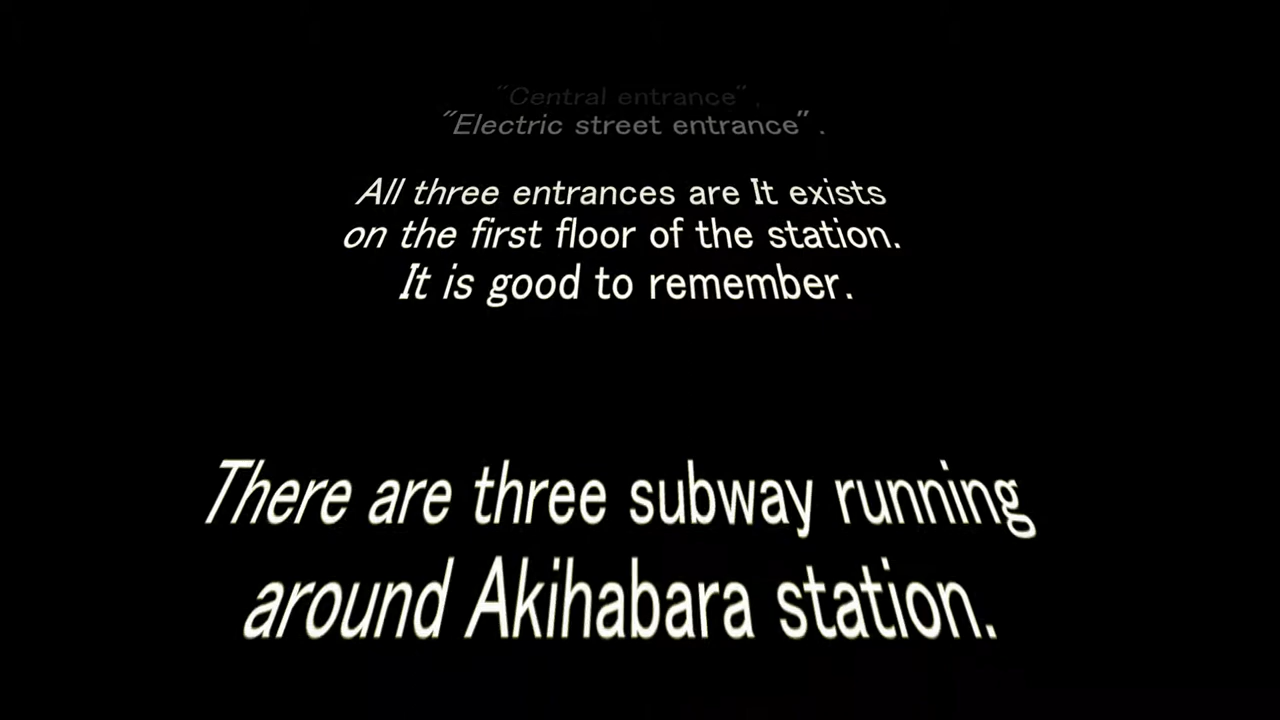 "Central entrance",
"Electric street entrance".
All three entrances are It exists
on the first floor of the station.
It is good to remember.
There are three subway running
around Akihabara station.